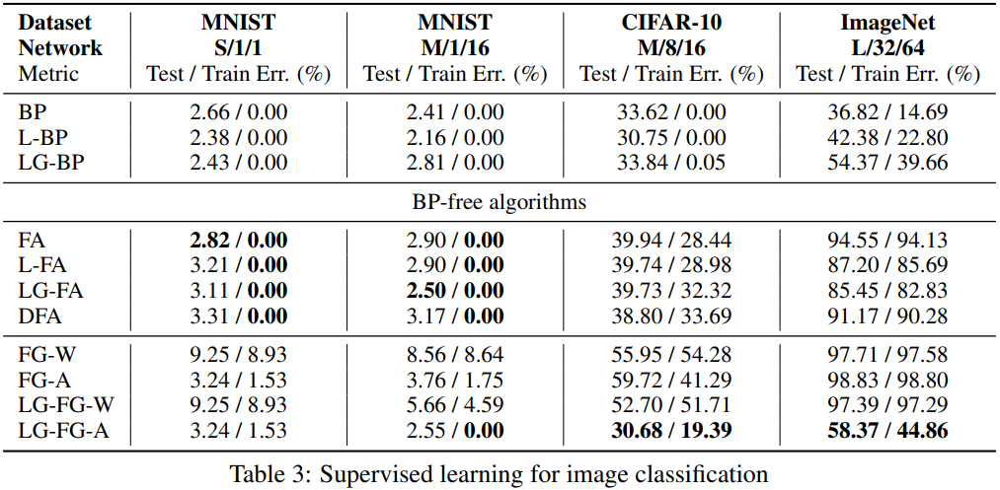 Dataset MNIST MNIST CIFAR-10 ImageNet
Network S/1/1 M/1/16 M/8/16 L/32/64
Metric Test / Train Err. (%) Test / Train Err. (%) Test / Train Err. (%) Test / Train Err. (%)
BP 2.66 / 0.00 2.41 / 0.00 33.62 / 0.00 36.82 / 14.69
L-BP 2.38 / 0.00 2.16 / 0.00 30.75 / 0.00 42.38 / 22.80
LG-BP 2.43 / 0.00 2.81 / 0.00 33.84 / 0.05 54.37 / 39.66
BP-free algorithms
FA 2.82 / 0.00 2.90 / 0.00 39.94 / 28.44 94.55 / 94.13
L-FA 3.21 / 0.00 2.90 / 0.00 39.74 / 28.98 87.20 / 85.69
LG-FA 3.11 / 0.00 2.50 / 0.00 39.73 / 32.32 85.45 / 82.83
DFA 3.31 / 0.00 3.17 / 0.00 38.80 / 33.69 91.17 / 90.28
FG-W 9.25 / 8.93 8.56 / 8.64 55.95 / 54.28 97.71 / 97.58
FG-A 3.24 / 1.53 3.76 / 1.75 59.72 / 41.29 98.83 / 98.80
LG-FG-W 9.25 / 8.93 5.66 / 4.59 52.70 / 51.71 97.39 / 97.29
LG-FG-A 3.24 / 1.53 2.55 / 0.00 30.68 / 19.39 58.37 / 44.86
Table 3: Supervised learning for image classification